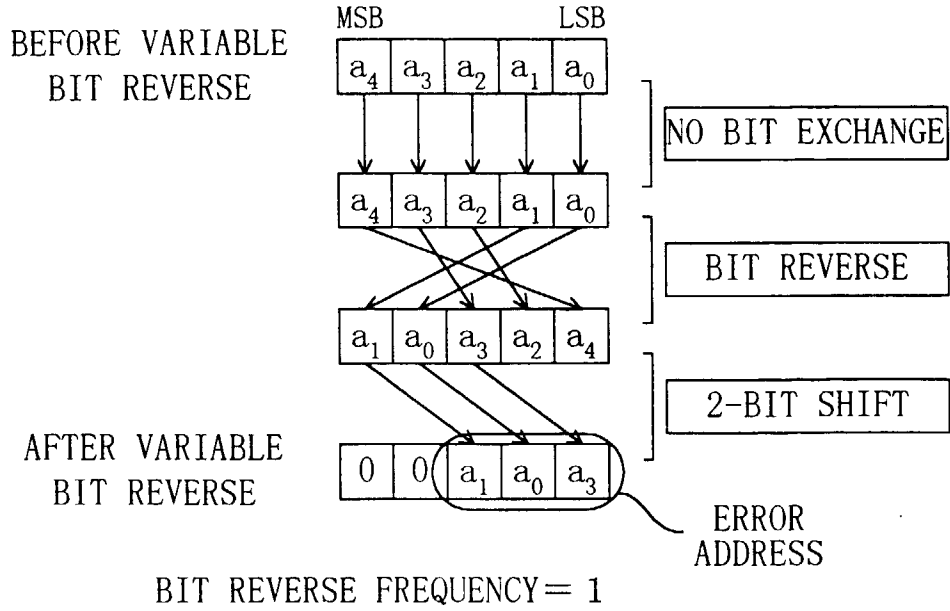 MSB LSB
BEFORE VARIABLE
BIT REVERSE
a4 a3 a2 a1 a0
NO BIT EXCHANGE
a4 a3 a2 a1 a0
BIT REVERSE
a1 a0 a3 a2 a4
2-BIT SHIFT
AFTER VARIABLE
BIT REVERSE
0 0 a1 a0 a3
ERROR
ADDRESS
BIT REVERSE FREQUENCY = 1